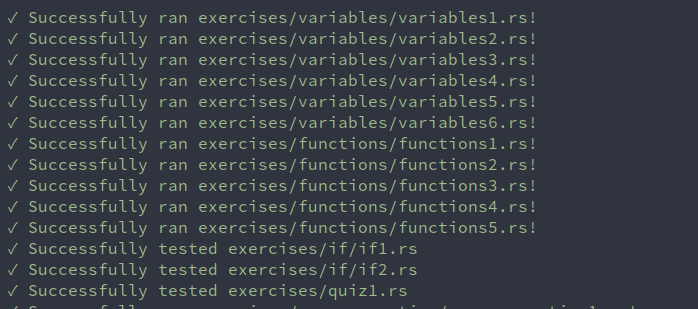 ✓ Successfully ran exercises/variables/variables1.rs!
✓ Successfully ran exercises/variables/variables2.rs!
✓ Successfully ran exercises/variables/variables3.rs!
✓ Successfully ran exercises/variables/variables4.rs!
✓ Successfully ran exercises/variables/variables5.rs!
✓ Successfully ran exercises/variables/variables6.rs!
✓ Successfully ran exercises/functions/functions1.rs!
✓ Successfully ran exercises/functions/functions2.rs!
✓ Successfully ran exercises/functions/functions3.rs!
✓ Successfully ran exercises/functions/functions4.rs!
✓ Successfully ran exercises/functions/functions5.rs!
✓ Successfully tested exercises/if/if1.rs
✓ Successfully tested exercises/if/if2.rs
✓ Successfully tested exercises/quiz1.rs